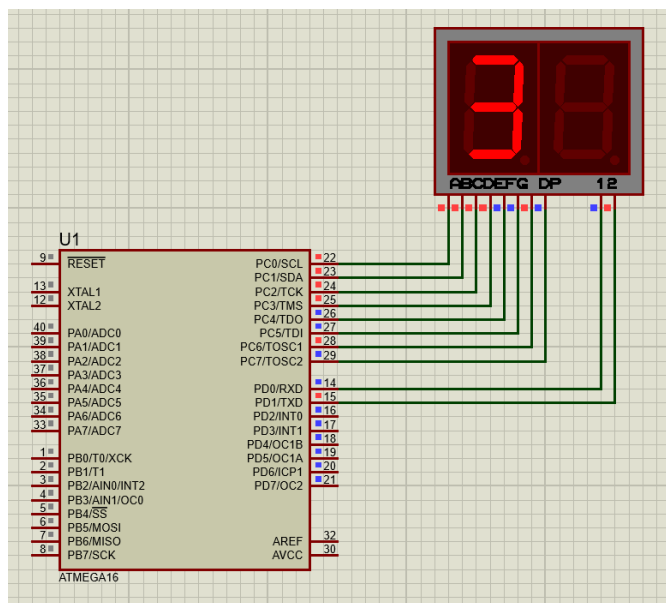 3
ABCDEFG DP 12
U1
9 RESET PC0/SCL 22
PC1/SDA 23
13 XTAL1 PC2/TCK 24
12 XTAL2 PC3/TMS 25
PC4/TDO 26
40 PA0/ADC0 PC5/TDI 27
39 PA1/ADC1 PC6/TOSC1 28
38 PA2/ADC2 PC7/TOSC2 29
37 PA3/ADC3
36 PA4/ADC4 PD0/RXD 14
35 PA5/ADC5 PD1/TXD 15
34 PA6/ADC6 PD2/INT0 16
33 PA7/ADC7 PD3/INT1 17
PD4/OC1B 18
1 PB0/T0/XCK PD5/OC1A 19
2 PB1/T1 PD6/ICP1 20
3 PB2/AIN0/INT2 PD7/OC2 21
4 PB3/AIN1/OC0
5 PB4/SS
6 PB5/MOSI
7 PB6/MISO AREF 32
8 PB7/SCK AVCC 30
ATMEGA16